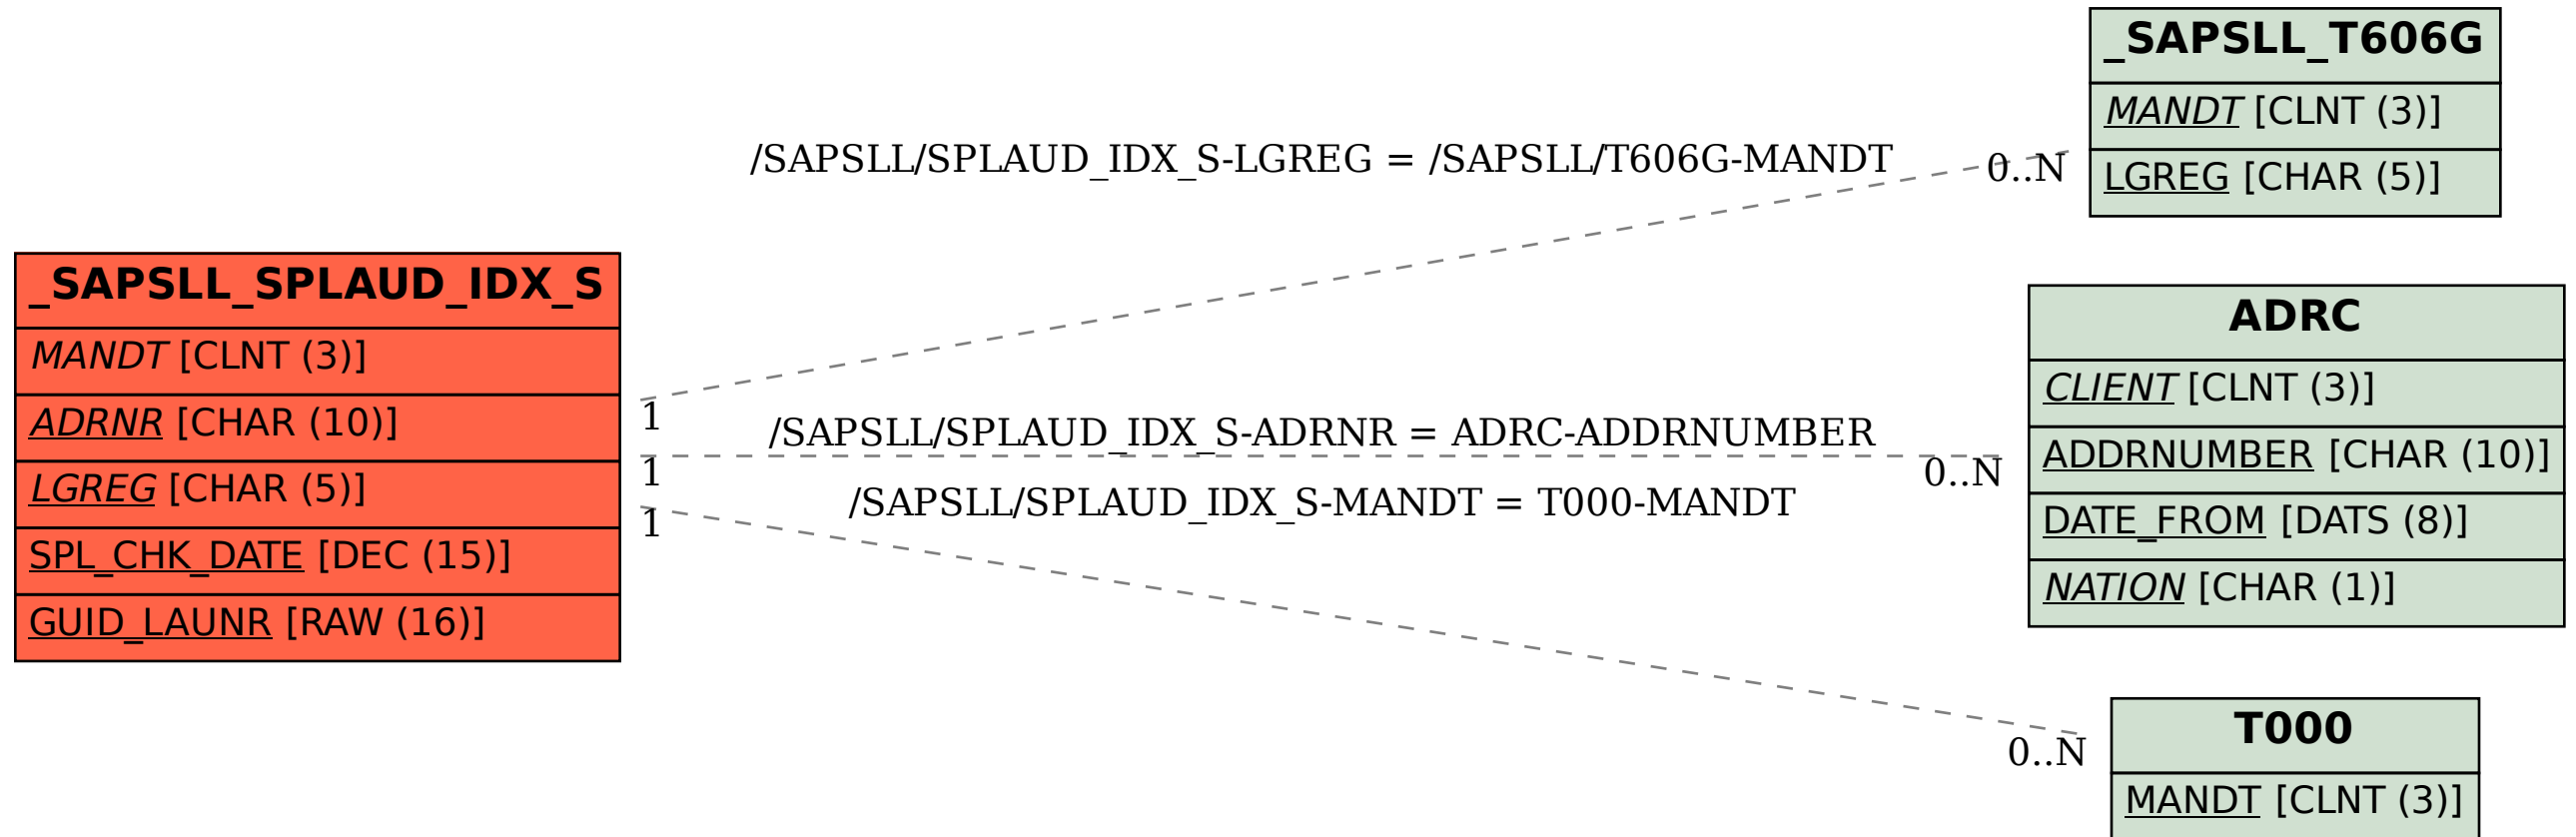 _SAPSLL_SPLAUD_IDX_S
MANDT [CLNT (3)]
ADRNR [CHAR (10)]
LGREG [CHAR (5)]
SPL_CHK_DATE [DEC (15)]
GUID_LAUNR [RAW (16)]
/SAPSLL/SPLAUD_IDX_S-LGREG = /SAPSLL/T606G-MANDT
1
0..N
/SAPSLL/SPLAUD_IDX_S-ADRNR = ADRC-ADDRNUMBER
1
0..N
/SAPSLL/SPLAUD_IDX_S-MANDT = T000-MANDT
1
0..N
_SAPSLL_T606G
MANDT [CLNT (3)]
LGREG [CHAR (5)]
ADRC
CLIENT [CLNT (3)]
ADDRNUMBER [CHAR (10)]
DATE_FROM [DATS (8)]
NATION [CHAR (1)]
T000
MANDT [CLNT (3)]